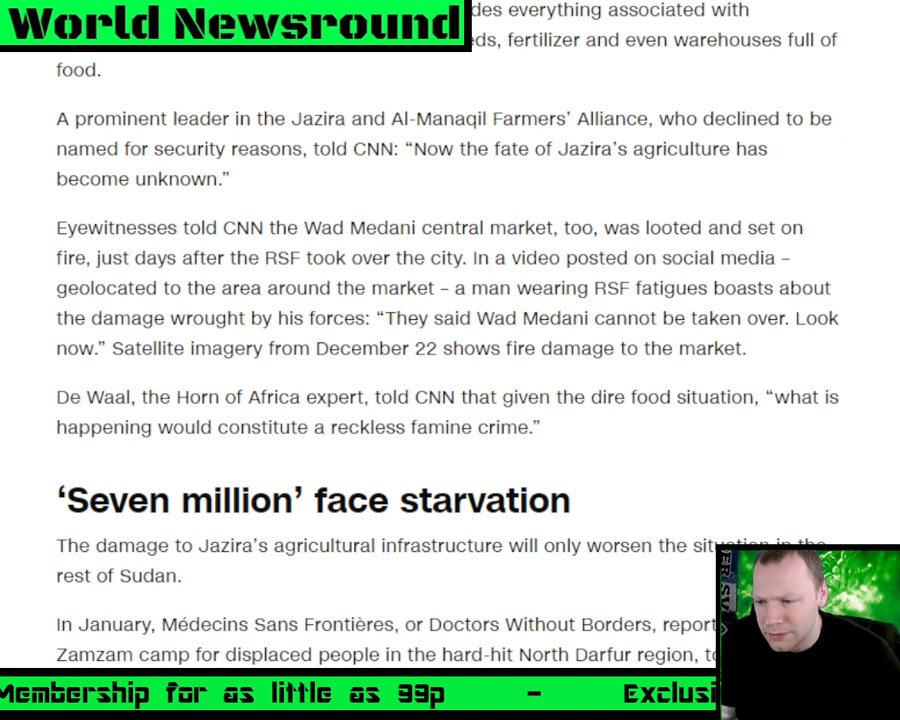 World Newsround
des everything associated with
eds, fertilizer and even warehouses full of
food.
A prominent leader in the Jazira and Al-Manaqil Farmers’ Alliance, who declined to be
named for security reasons, told CNN: “Now the fate of Jazira’s agriculture has
become unknown.”
Eyewitnesses told CNN the Wad Medani central market, too, was looted and set on
fire, just days after the RSF took over the city. In a video posted on social media –
geolocated to the area around the market – a man wearing RSF fatigues boasts about
the damage wrought by his forces: “They said Wad Medani cannot be taken over. Look
now.” Satellite imagery from December 22 shows fire damage to the market.
De Waal, the Horn of Africa expert, told CNN that given the dire food situation, “what is
happening would constitute a reckless famine crime.”
‘Seven million’ face starvation
The damage to Jazira’s agricultural infrastructure will only worsen the situation in the
rest of Sudan.
In January, Médecins Sans Frontières, or Doctors Without Borders, report
Zamzam camp for displaced people in the hard-hit North Darfur region, to
Membership for as little as 99p - Exclusi